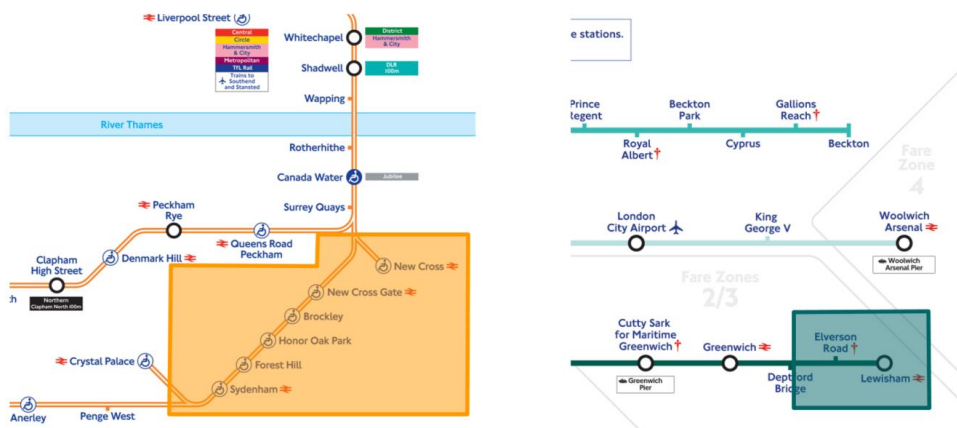 Liverpool Street
Central
Circle
Hammersmith
& City
Metropolitan
TfL Rail
Trains to
Southend
and Stansted
Whitechapel
District
Hammersmith
& City
Shadwell
DLR
100m
Wapping
River Thames
Rotherhithe
Canada Water
Jubilee
Surrey Quays
Peckham
Rye
Queens Road
Peckham
Denmark Hill
Clapham
High Street
Northern
Clapham North 100m
th
New Cross
New Cross Gate
Brockley
Honor Oak Park
Forest Hill
Sydenham
Crystal Palace
Penge West
Anerley
e stations.
Prince
Regent
Royal
Albert†
Beckton
Park
Cyprus
Gallions
Reach†
Beckton
Fare
Zone
4
London
City Airport
King
George V
Woolwich
Arsenal
Woolwich
Arsenal Pier
Fare Zones
2/3
Cutty Sark
for Maritime
Greenwich†
Greenwich
Pier
Greenwich
Deptford
Bridge
Elverson
Road†
Lewisham